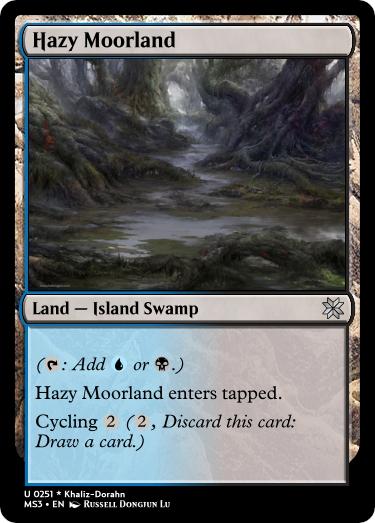 Hazy Moorland
Land — Island Swamp
(: Add or .)
Hazy Moorland enters tapped.
Cycling 2 (2, Discard this card:
Draw a card.)
U 0251 * Khaliz-Dorahn
MS3 • EN Russell Dongjun Lu